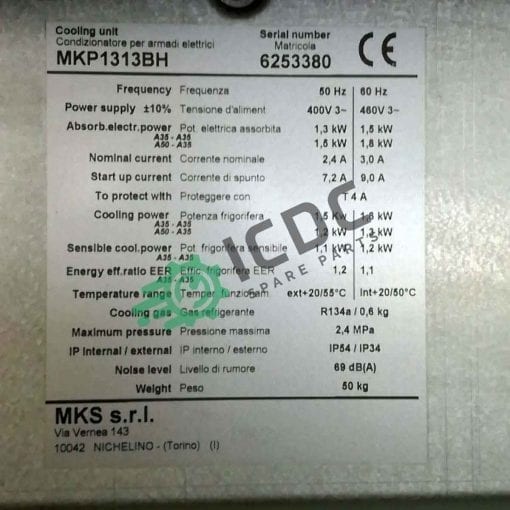 Cooling unit Serial number
Condizionatore per armadi elettrici Matricola
MKP1313BH 6253380 CE
Frequency Frequenza 50 Hz 60 Hz
Power supply ±10% Tensione d'aliment 400V 3~ 460V 3~
Absorb.electr.power Pot. elettrica assorbita 1,3 kW 1,5 kW
A35 - A35
A50 - A35 1,5 kW 1,8 kW
Nominal current Corrente nominale 2,4 A 3,0 A
Start up current Corrente di spunto 7,2 A 9,0 A
To protect with Proteggere con T 4 A
Cooling power Potenza frigorifera 1,5 Kw 1,6 kW
A35 - A35
A50 - A35 1,2 kW 1,3 kW
Sensible cool.power Pot frigorifera sensibile 1,1 kW 1,2 kW
A35 - A35
Energy eff.ratio EER Effic. frigorifera EER 1,2 1,1
A35 - A35
Temperature range Temper. funzionam ext+20/55°C Int+20/50°C
Cooling gas Gas refrigerante R134a / 0,6 kg
Maximum pressure Pressione massima 2,4 MPa
IP internal / external IP interno / esterno IP54 / IP34
Noise level Livello di rumore 69 dB(A)
Weight Peso 50 kg
MKS s.r.l.
Via Vernea 143
10042 NICHELINO - (Torino) (I)
ICDC
SPARE PARTS